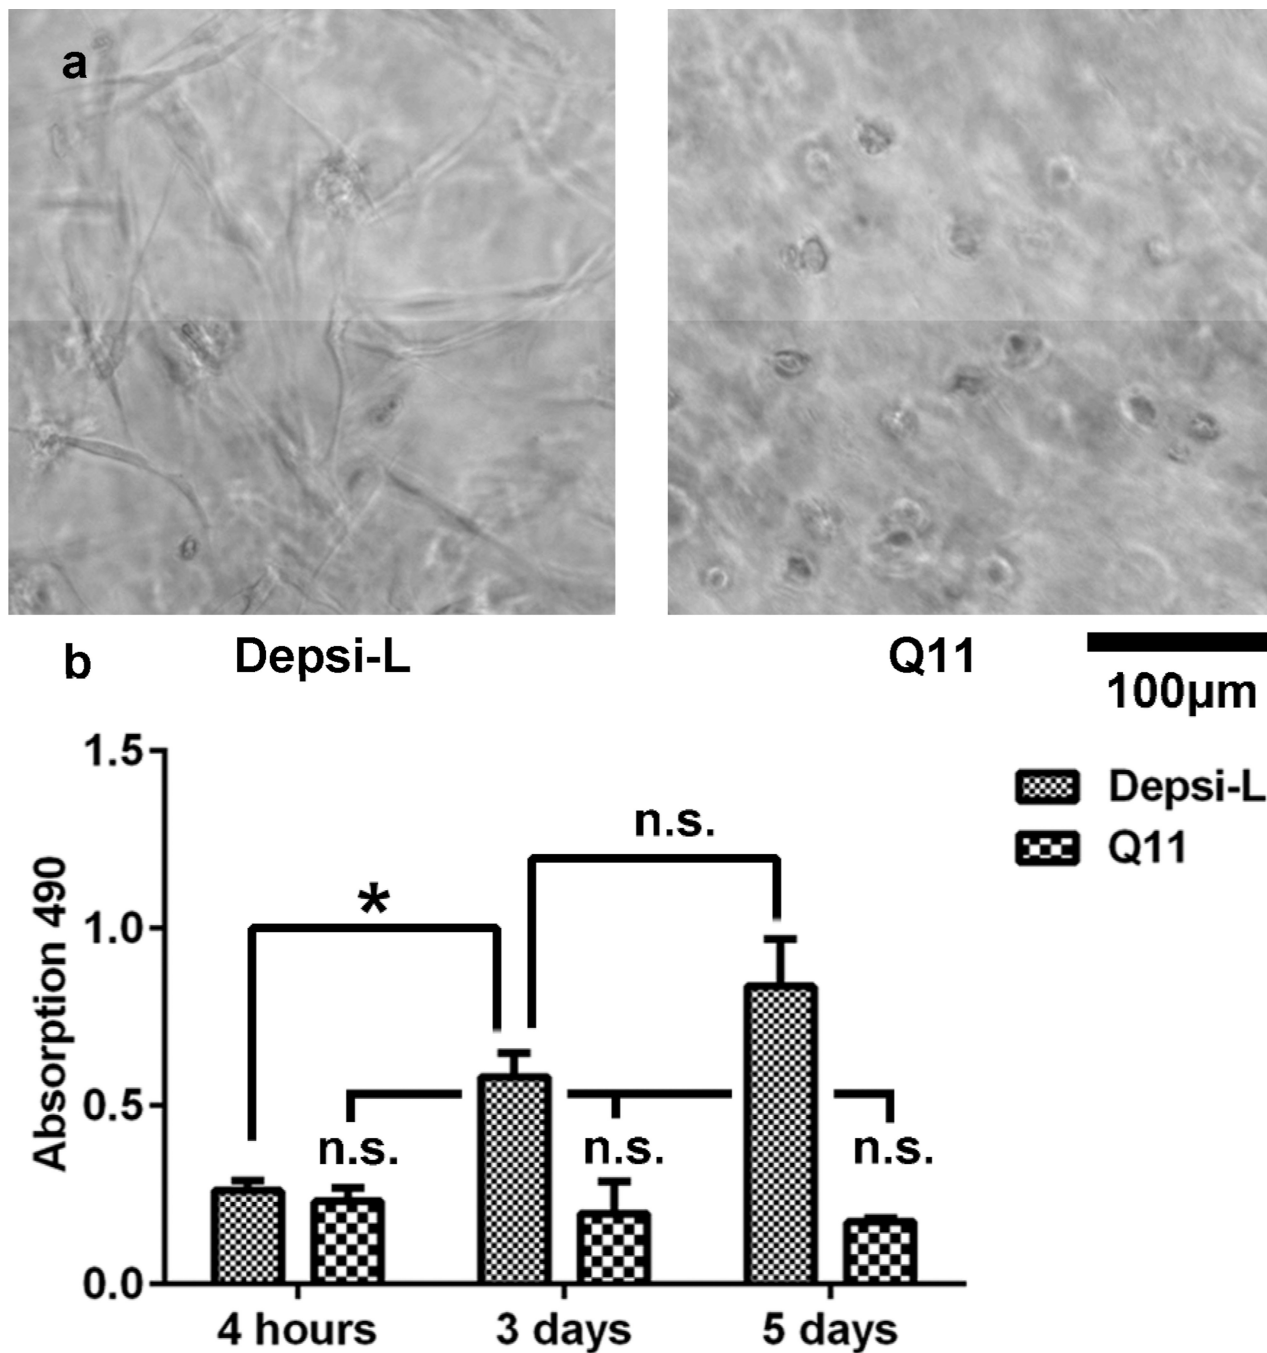 a
b
Depsi-L
Q11
100µm
1.5
1.0
0.5
0.0
Absorption 490
n.s.
*
n.s.
n.s.
n.s.
Depsi-L
Q11
4 hours
3 days
5 days